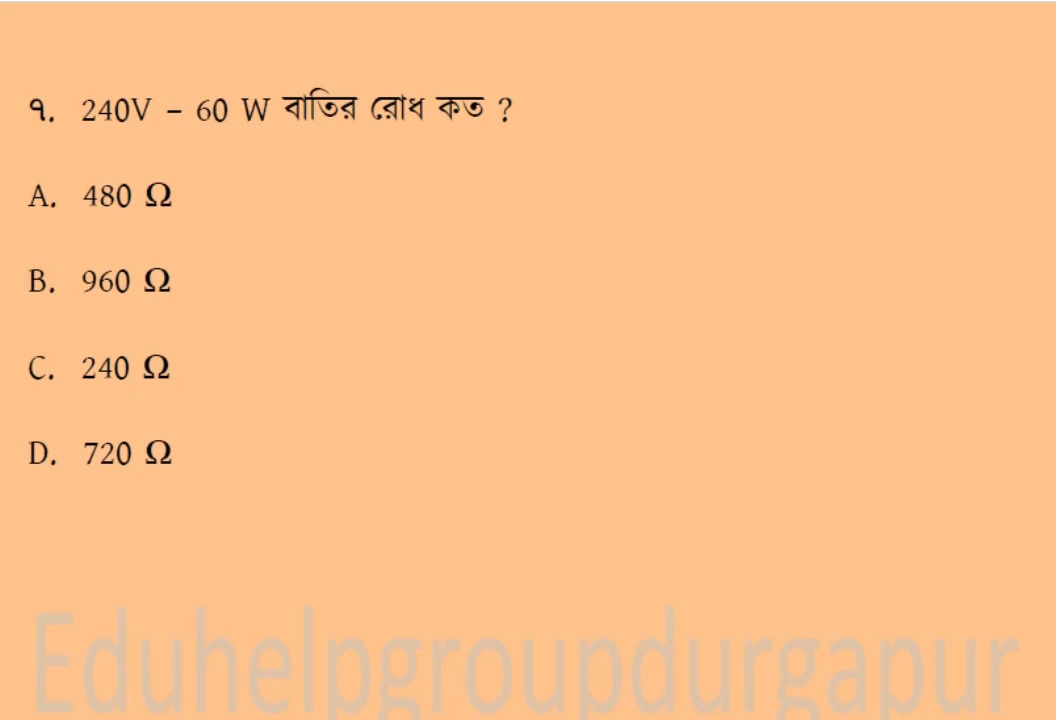 ৭. 240V – 60 W বাতির রোধ কত ?
A. 480 Ω
B. 960 Ω
C. 240 Ω
D. 720 Ω
Eduhelpgroupdurgapur